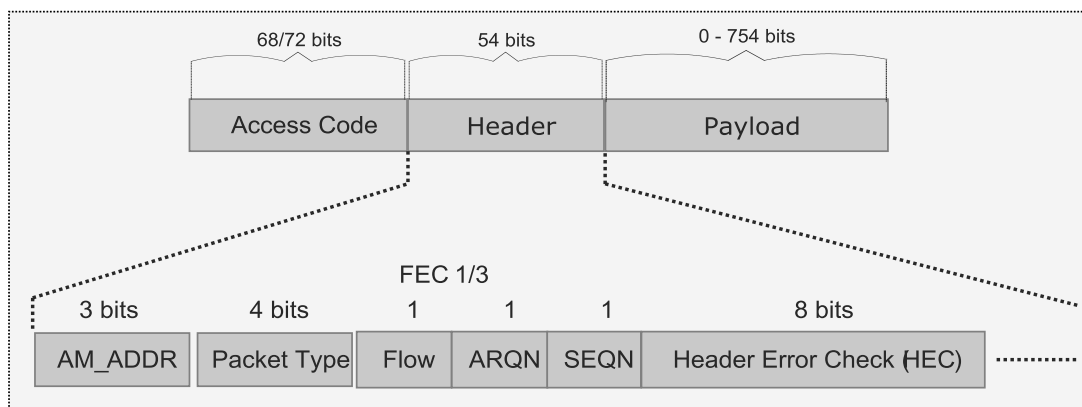 68/72 bits 54 bits 0 - 754 bits
Access Code Header Payload
FEC 1/3
3 bits 4 bits 1 1 1 8 bits
AM_ADDR Packet Type Flow ARQN SEQN Header Error Check (HEC)